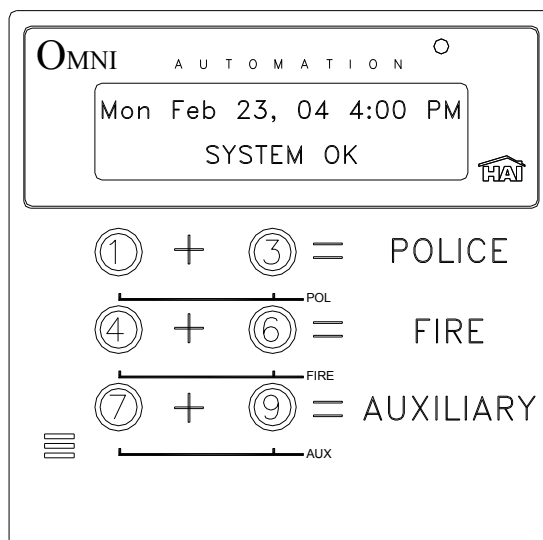 OMNI AUTOMATION
Mon Feb 23, 04 4:00 PM
SYSTEM OK
HAI
1 + 3 = POLICE
POL
4 + 6 = FIRE
FIRE
7 + 9 = AUXILIARY
AUX